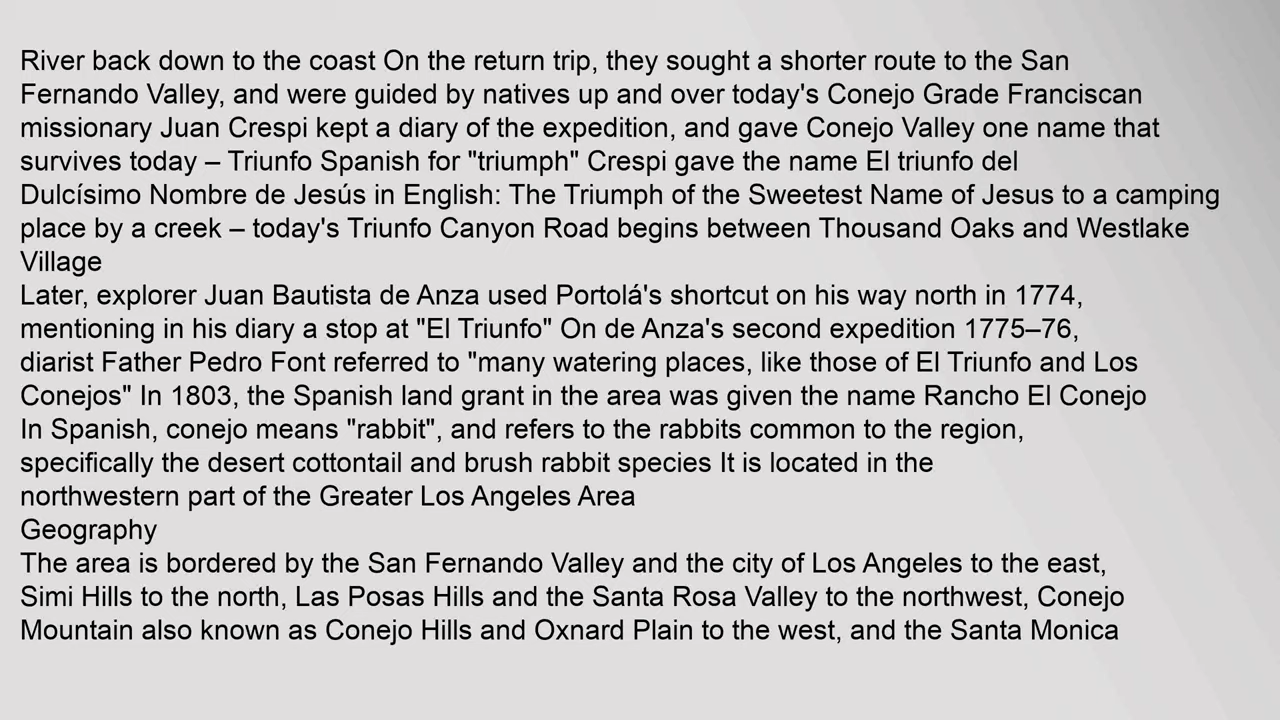 River back down to the coast On the return trip, they sought a shorter route to the San
Fernando Valley, and were guided by natives up and over today's Conejo Grade Franciscan
missionary Juan Crespi kept a diary of the expedition, and gave Conejo Valley one name that
survives today – Triunfo Spanish for "triumph" Crespi gave the name El triunfo del
Dulcísimo Nombre de Jesús in English: The Triumph of the Sweetest Name of Jesus to a camping
place by a creek – today's Triunfo Canyon Road begins between Thousand Oaks and Westlake
Village
Later, explorer Juan Bautista de Anza used Portolá's shortcut on his way north in 1774,
mentioning in his diary a stop at "El Triunfo" On de Anza's second expedition 1775–76,
diarist Father Pedro Font referred to "many watering places, like those of El Triunfo and Los
Conejos" In 1803, the Spanish land grant in the area was given the name Rancho El Conejo
In Spanish, conejo means "rabbit", and refers to the rabbits common to the region,
specifically the desert cottontail and brush rabbit species It is located in the
northwestern part of the Greater Los Angeles Area
Geography
The area is bordered by the San Fernando Valley and the city of Los Angeles to the east,
Simi Hills to the north, Las Posas Hills and the Santa Rosa Valley to the northwest, Conejo
Mountain also known as Conejo Hills and Oxnard Plain to the west, and the Santa Monica